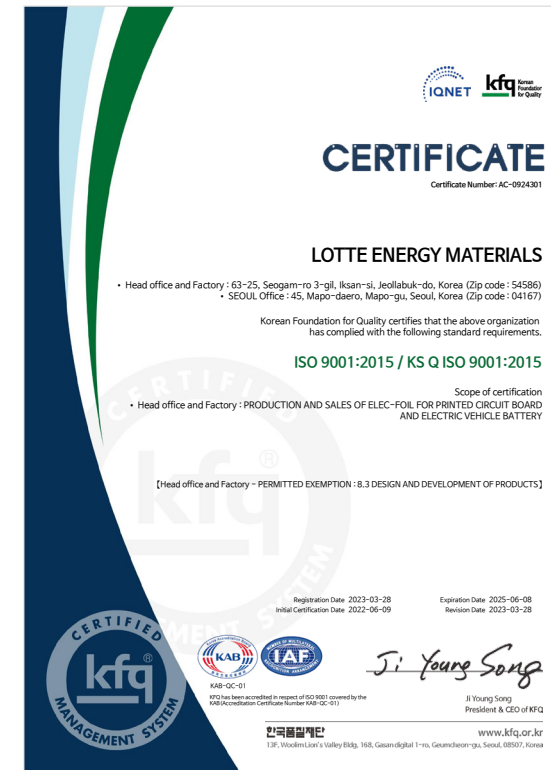 IQNET
kfq Korean Foundation for Quality
CERTIFICATE
Certificate Number: AC-0924301
LOTTE ENERGY MATERIALS
• Head office and Factory : 63-25, Seogam-ro 3-gil, Iksan-si, Jeollabuk-do, Korea (Zip code : 54586)
• SEOUL Office : 45, Mapo-daero, Mapo-gu, Seoul, Korea (Zip code : 04167)
Korean Foundation for Quality certifies that the above organization
has complied with the following standard requirements.
ISO 9001:2015 / KS Q ISO 9001:2015
Scope of certification
• Head office and Factory : PRODUCTION AND SALES OF ELEC-FOIL FOR PRINTED CIRCUIT BOARD
AND ELECTRIC VEHICLE BATTERY
【Head office and Factory - PERMITTED EXEMPTION : 8.3 DESIGN AND DEVELOPMENT OF PRODUCTS】
CERTIFIED
kfq®
MANAGEMENT SYSTEM
Registration Date 2023-03-28
Expiration Date 2025-06-08
Initial Certification Date 2022-06-09
Revision Date 2023-03-28
CERTIFIED
kfq®
MANAGEMENT SYSTEM
KAB
IAF
KAB-QC-01
KFQ has been accredited in respect of ISO 9001 covered by the
KAB(Accreditation Certificate Number KAB-QC-01)
Ji Young Song
Ji Young Song
President & CEO of KFQ
한국품질재단
www.kfq.or.kr
13F, Woolim Lion's Valley Bldg, 168, Gasan digital 1-ro, Geumcheon-gu, Seoul, 08507, Korea